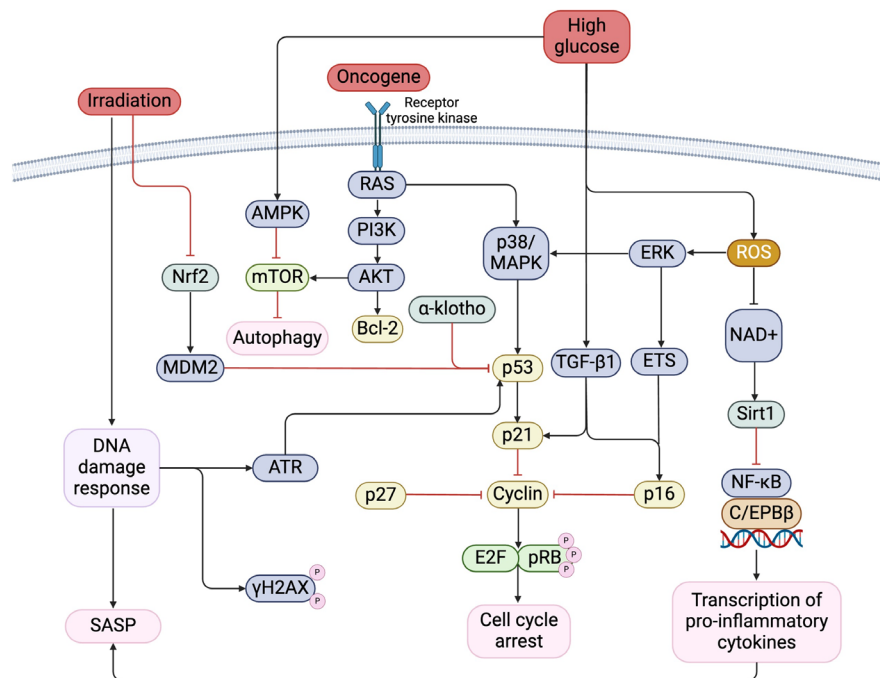 High
glucose
Oncogene
Irradiation
Receptor
tyrosine kinase
RAS
AMPK
PI3K
p38/
MAPK
ERK
ROS
Nrf2
mTOR
AKT
α-klotho
Bcl-2
NAD+
Autophagy
MDM2
p53
TGF-β1
ETS
Sirt1
DNA
damage
response
ATR
p21
NF-κB
p27
Cyclin
p16
C/EPBβ
E2F
pRB
P
P
P
γH2AX
P
P
SASP
Cell cycle
arrest
Transcription of
pro-inflammatory
cytokines